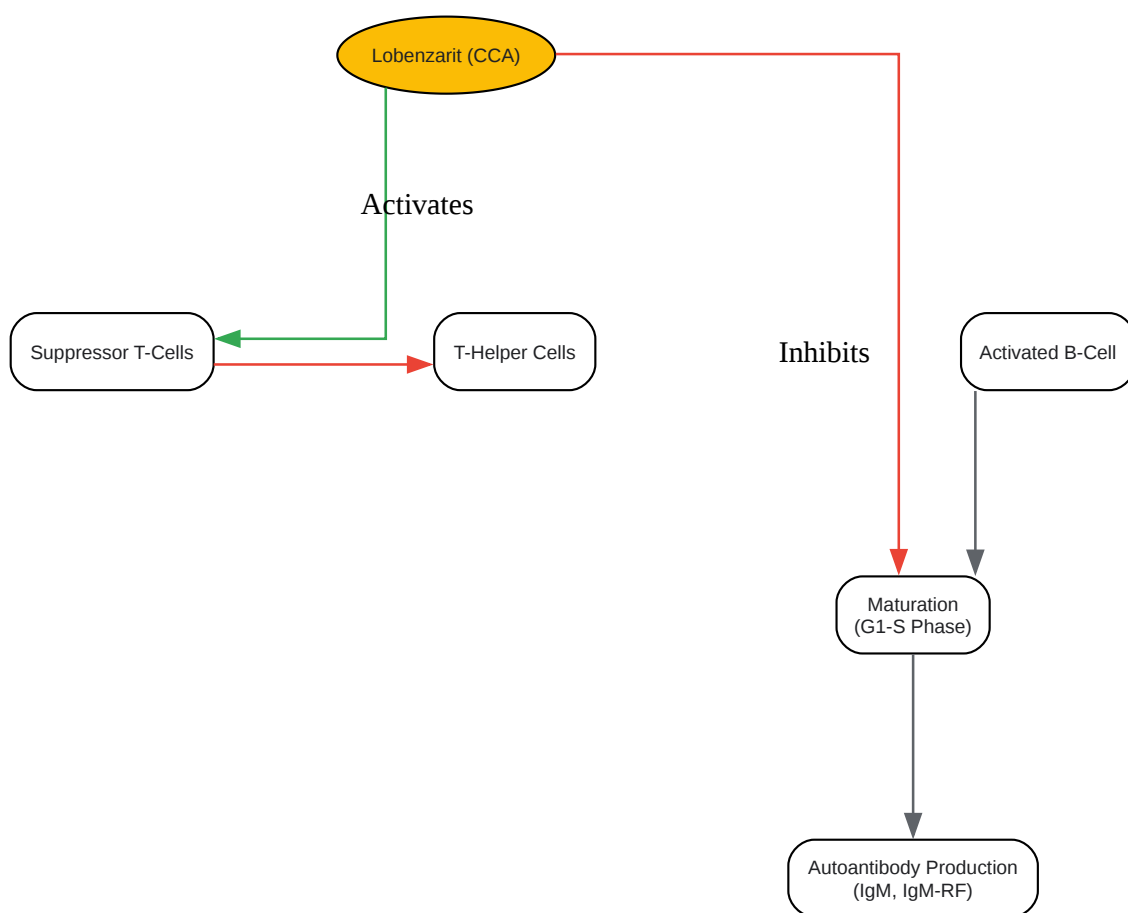 Lobenzarit (CCA)
Activates
Suppressor T-Cells
T-Helper Cells
Inhibits
Activated B-Cell
Maturation
(G1-S Phase)
Autoantibody Production
(IgM, IgM-RF)